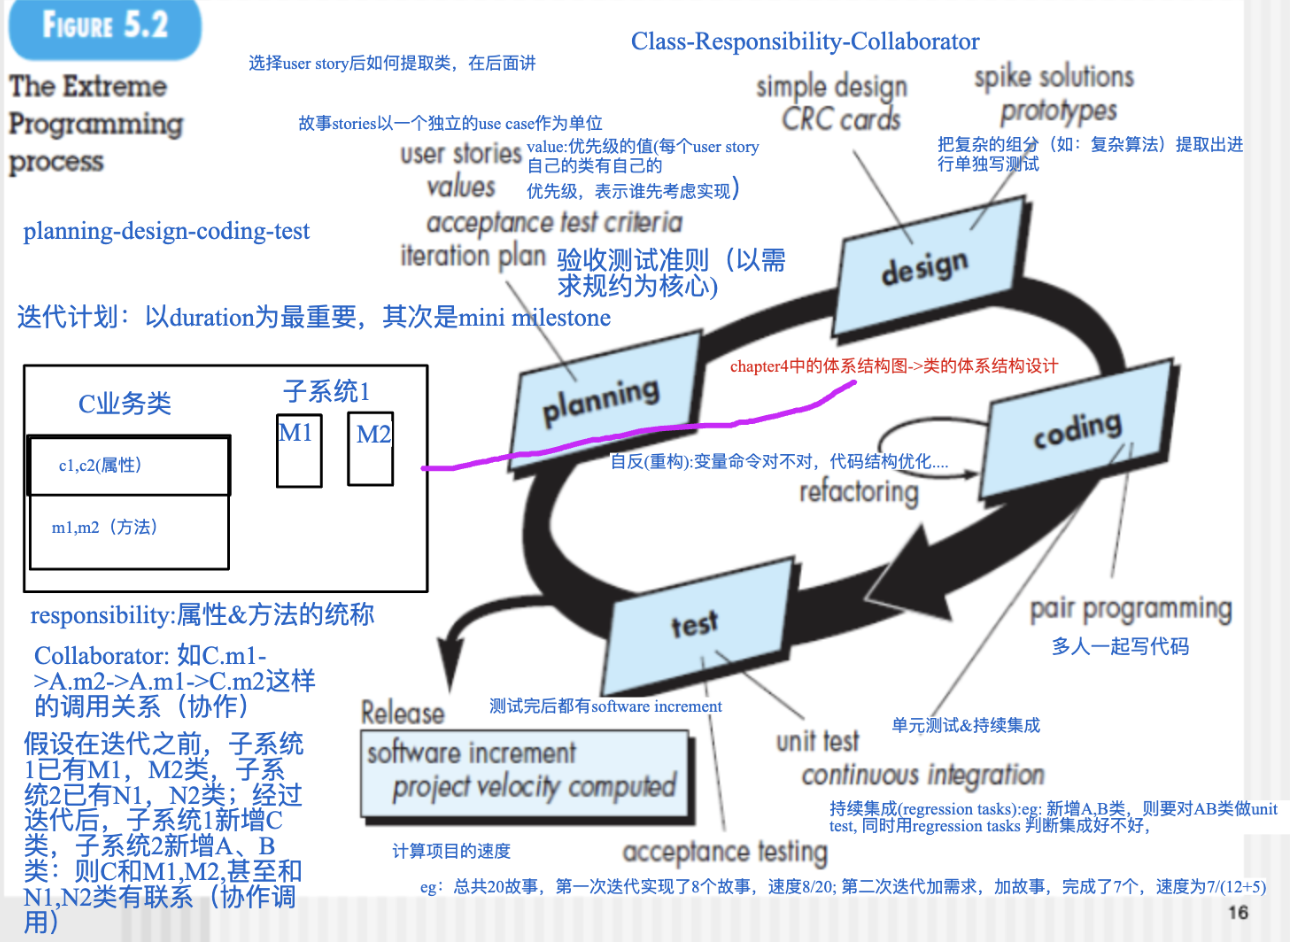 FIGURE 5.2
The Extreme
Programming
process
选择user story后如何提取类，在后面讲
Class-Responsibility-Collaborator
simple design
CRC cards
spike solutions
prototypes
把复杂的组分（如：复杂算法）提取出进
行单独写测试
故事stories以一个独立的use case作为单位
user stories
values
acceptance test criteria
iteration plan
value:优先级的值(每个user story
自己的类有自己的
优先级，表示谁先考虑实现)
验收测试准则（以需
求规约为核心)
planning-design-coding-test
迭代计划：以duration为最重要，其次是mini milestone
design
planning
chapter4中的体系结构图->类的体系结构设计
coding
自反(重构):变量命令对不对，代码结构优化....
refactoring
C业务类
c1,c2(属性)
m1,m2（方法）
子系统1
M1
M2
responsibility:属性&方法的统称
Collaborator: 如C.m1-
>A.m2->A.m1->C.m2这样
的调用关系（协作）
假设在迭代之前，子系统
1已有M1，M2类，子系
统2已有N1，N2类；经过
迭代后，子系统1新增C
类，子系统2新增A、B
类：则C和M1,M2,甚至和
N1,N2类有联系（协作调
用）
test
pair programming
多人一起写代码
测试完后都有software increment
Release
software increment
project velocity computed
计算项目的速度
单元测试&持续集成
unit test
continuous integration
持续集成(regression tasks):eg: 新增A,B类，则要对AB类做unit
test, 同时用regression tasks 判断集成好不好，
acceptance testing
eg：总共20故事，第一次迭代实现了8个故事，速度8/20; 第二次迭代加需求，加故事，完成了7个，速度为7/(12+5)
16